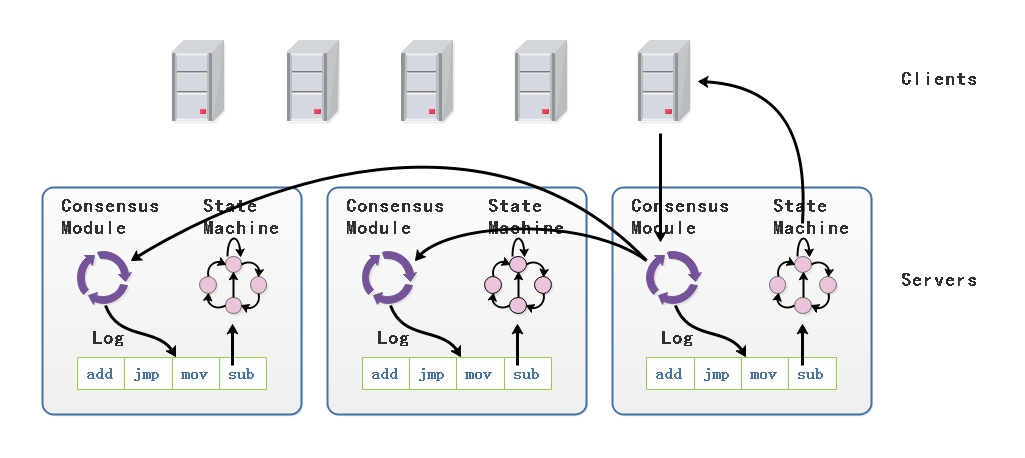 Clients
Consensus Module
State Machine
Consensus Module
State Machine
Consensus Module
State Machine
Servers
Log
Log
Log
add jmp mov sub
add jmp mov sub
add jmp mov sub